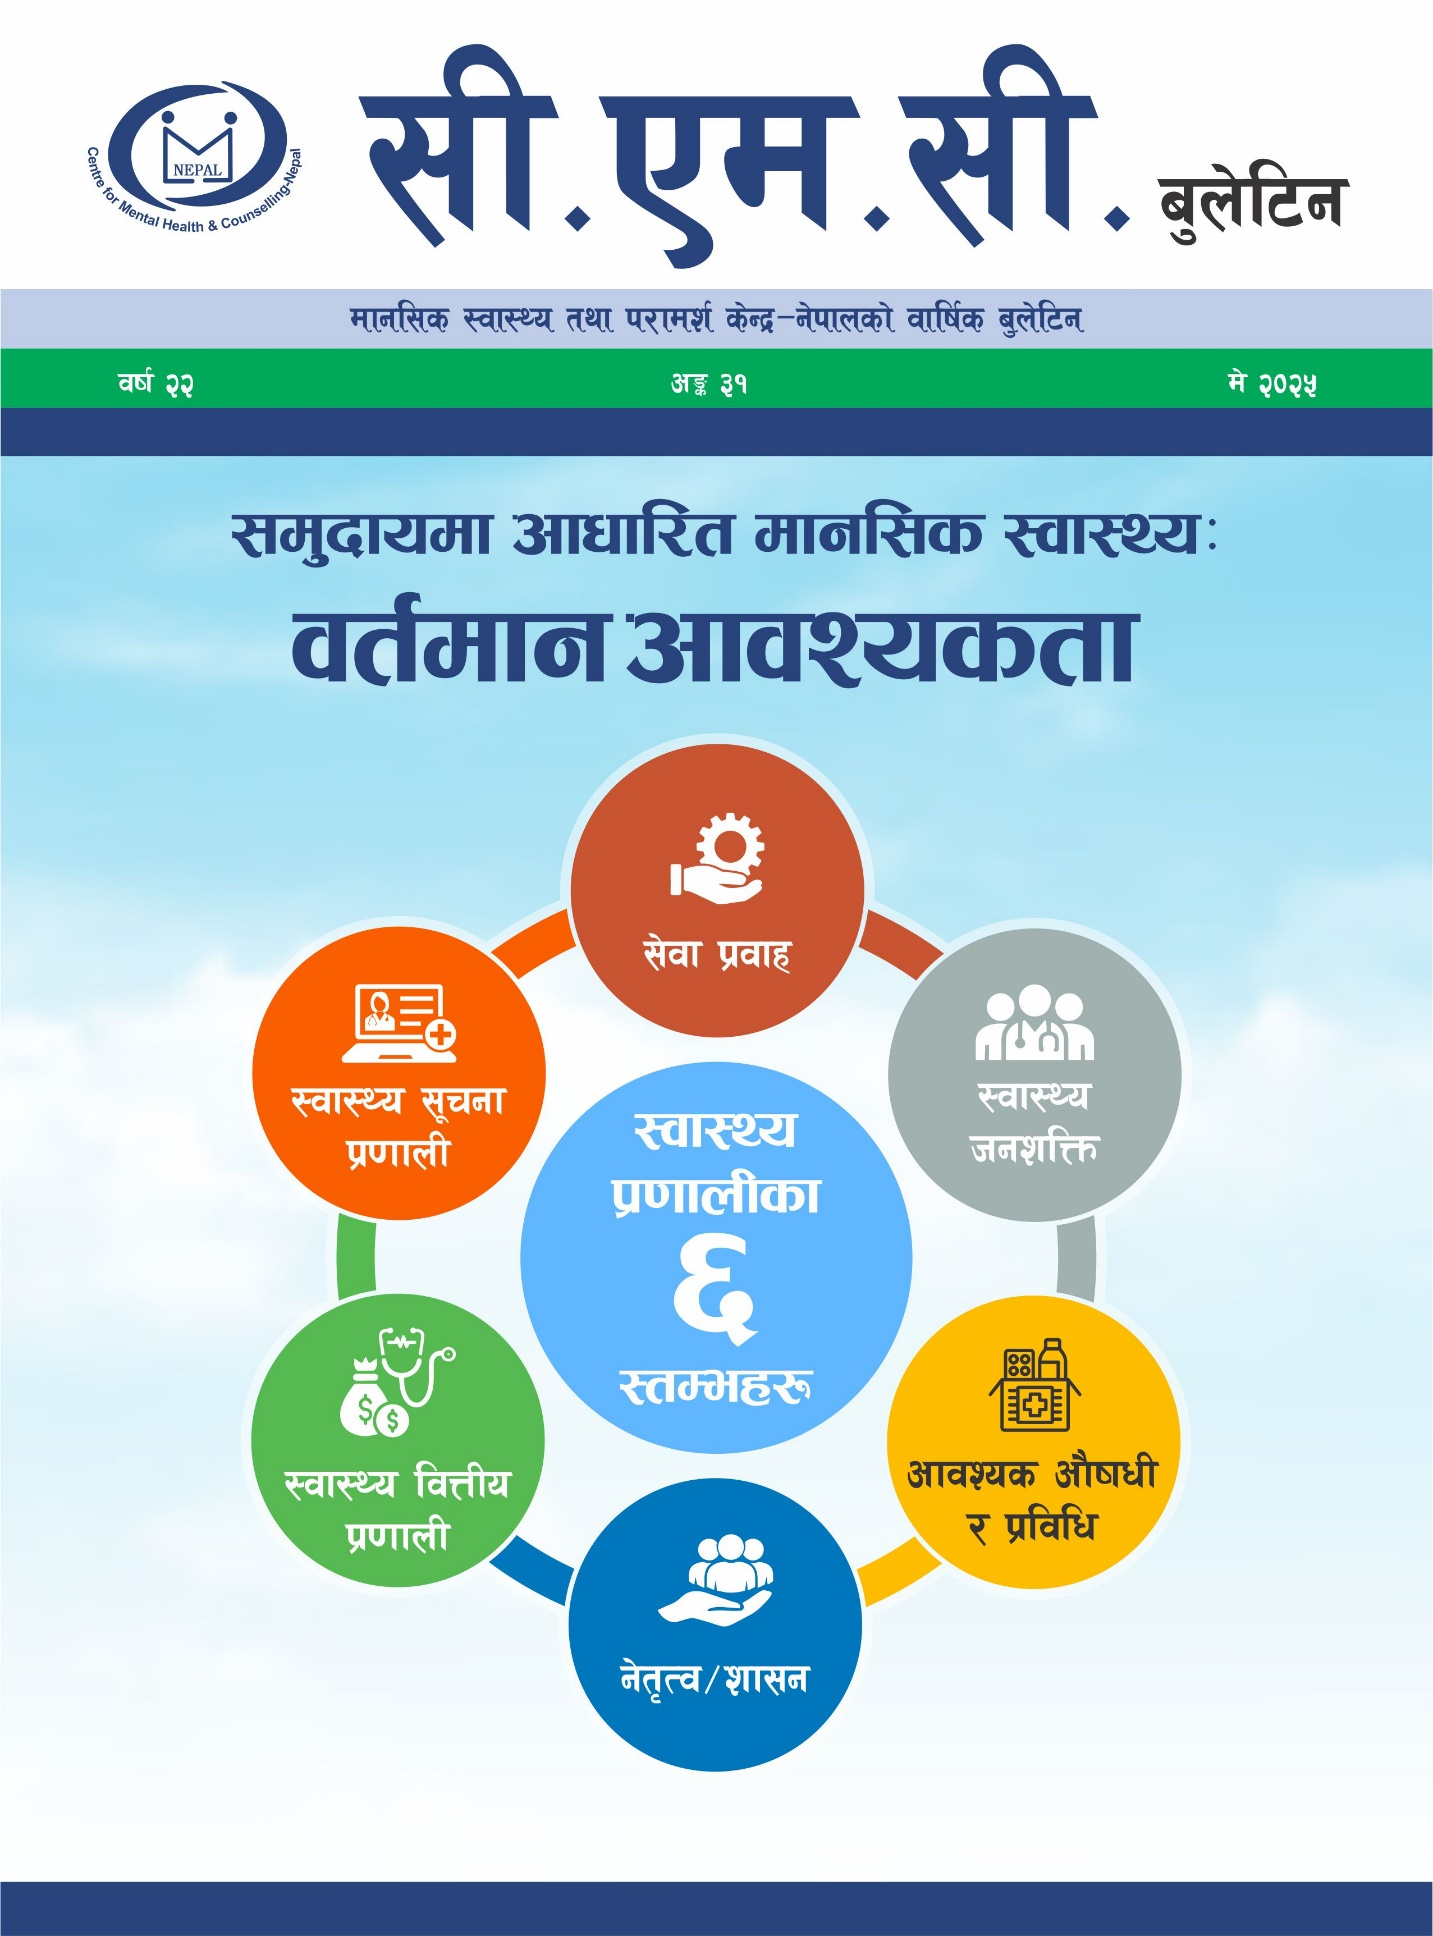 NEPAL
Centre for Mental Health & Counselling-Nepal
सी.एम.सी. बुलेटिन
मानसिक स्वास्थ्य तथा परामर्श केन्द्र-नेपालको वार्षिक बुलेटिन
वर्ष २२ अङ्क ३१ मे २०२५
समुदायमा आधारित मानसिक स्वास्थ्यः
वर्तमान आवश्यकता
सेवा प्रवाह
स्वास्थ्य सूचना
प्रणाली
स्वास्थ्य
जनशक्ति
स्वास्थ्य
प्रणालीका
६
स्तम्भहरु
स्वास्थ्य वित्तीय
प्रणाली
आवश्यक औषधी
र प्रविधि
नेतृत्व/शासन